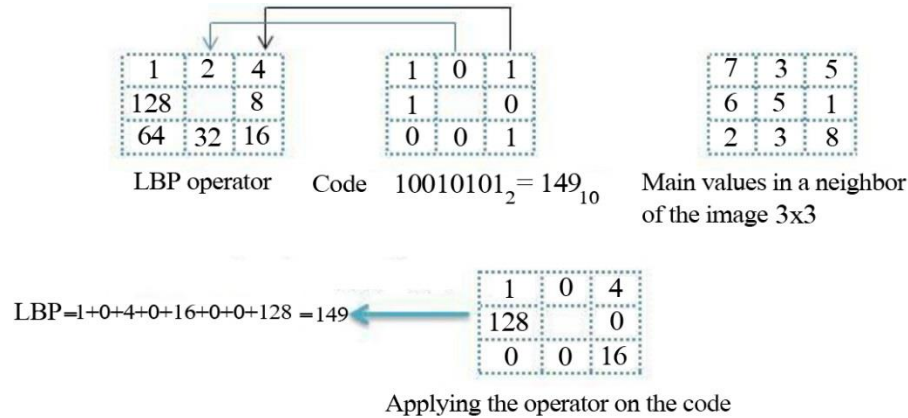 1 2 4
128 8
64 32 16
LBP operator
1 0 1
1 0
0 0 1
Code 10010101₂= 149₁₀
7 3 5
6 5 1
2 3 8
Main values in a neighbor
of the image 3x3
LBP=1+0+4+0+16+0+0+128 =149
1 0 4
128 0
0 0 16
Applying the operator on the code